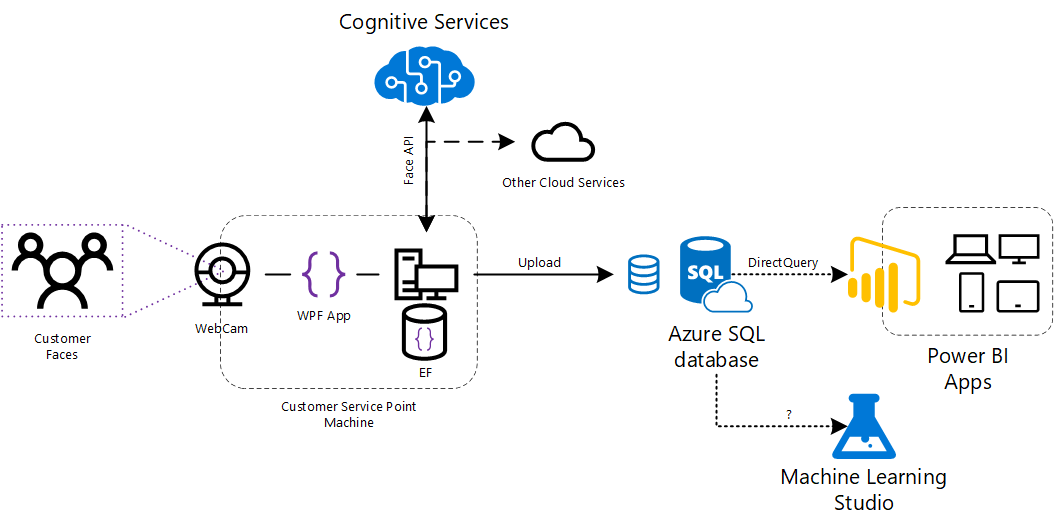 Cognitive Services
Face API
Other Cloud Services
Customer
Faces
WebCam
{ }
WPF App
{ }
EF
Customer Service Point
Machine
Upload
SQL
Azure SQL
database
DirectQuery
Power BI
Apps
?
Machine Learning
Studio